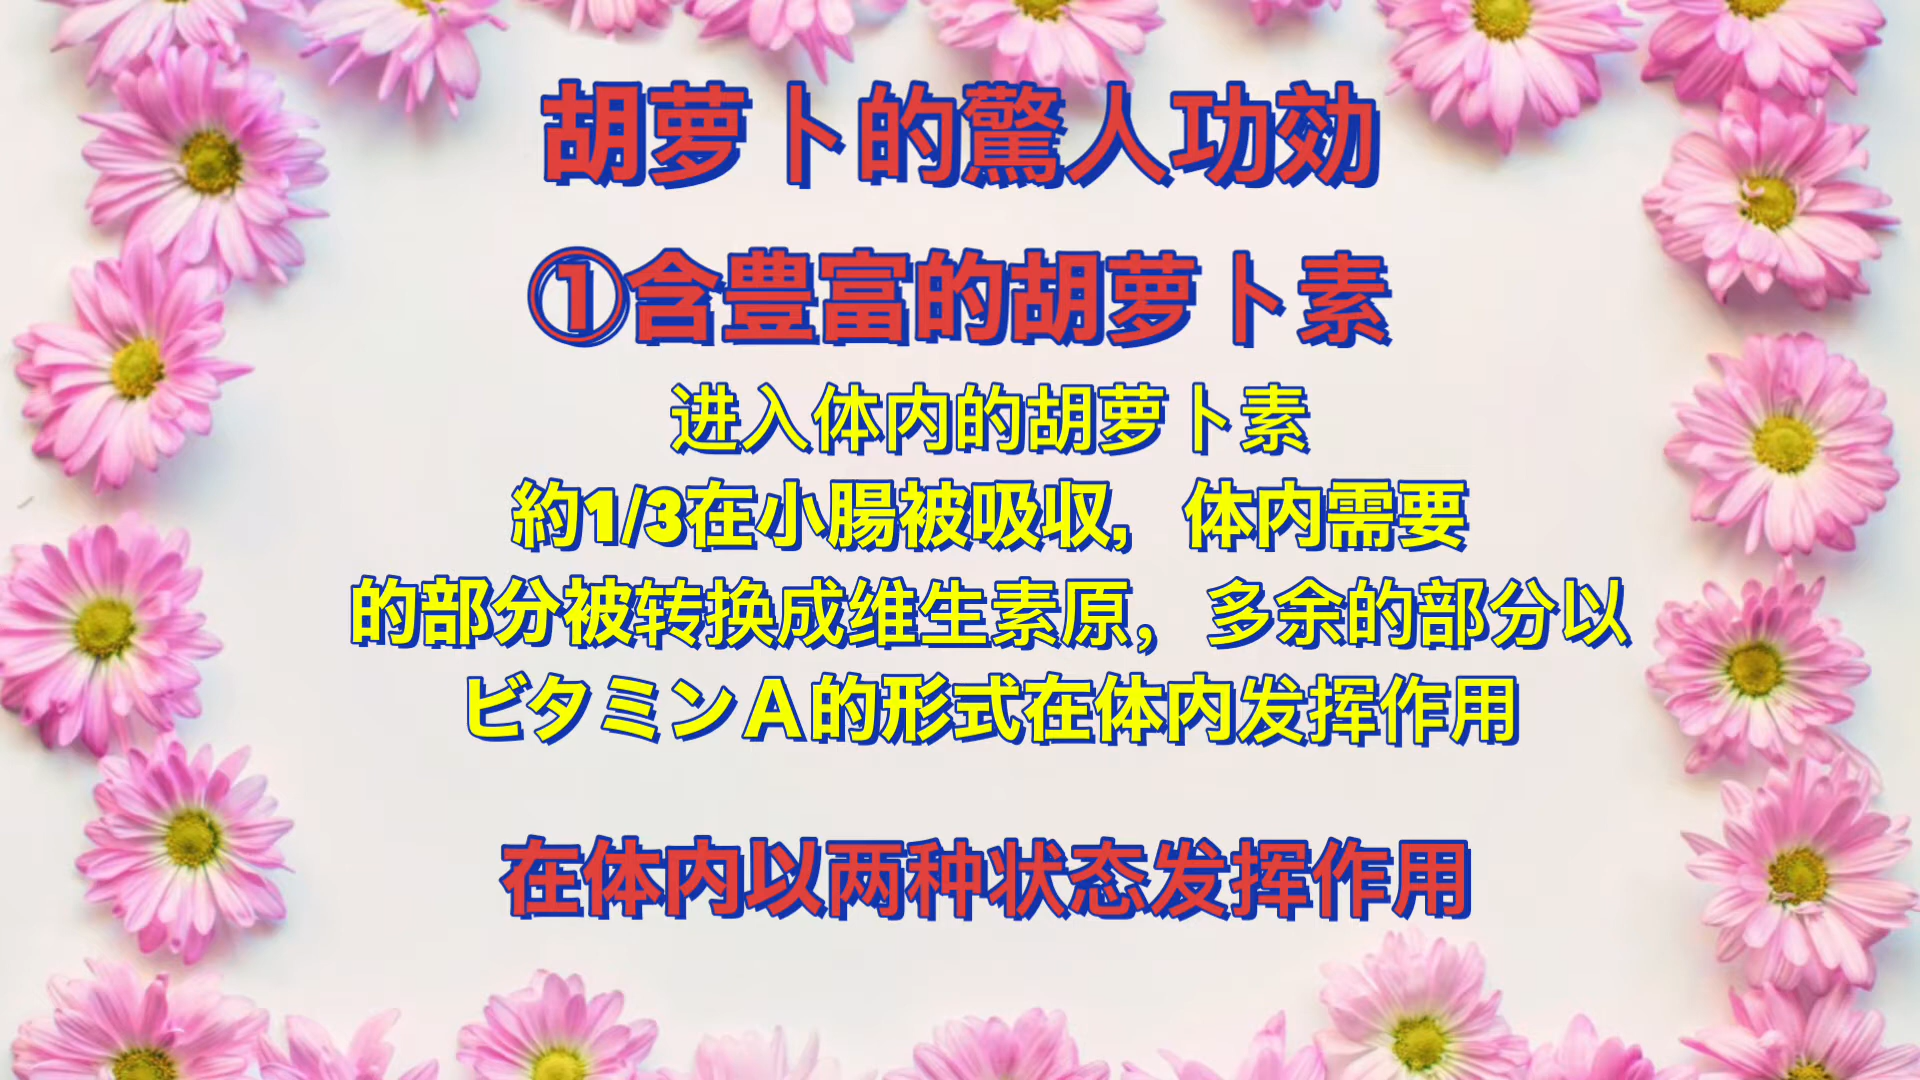 胡萝卜的驚人功効
①含豊富的胡萝卜素
进入体内的胡萝卜素
約1/3在小腸被吸収，体内需要
的部分被转换成维生素原，多余的部分以
ビタミンA的形式在体内发挥作用
在体内以两种状态发挥作用